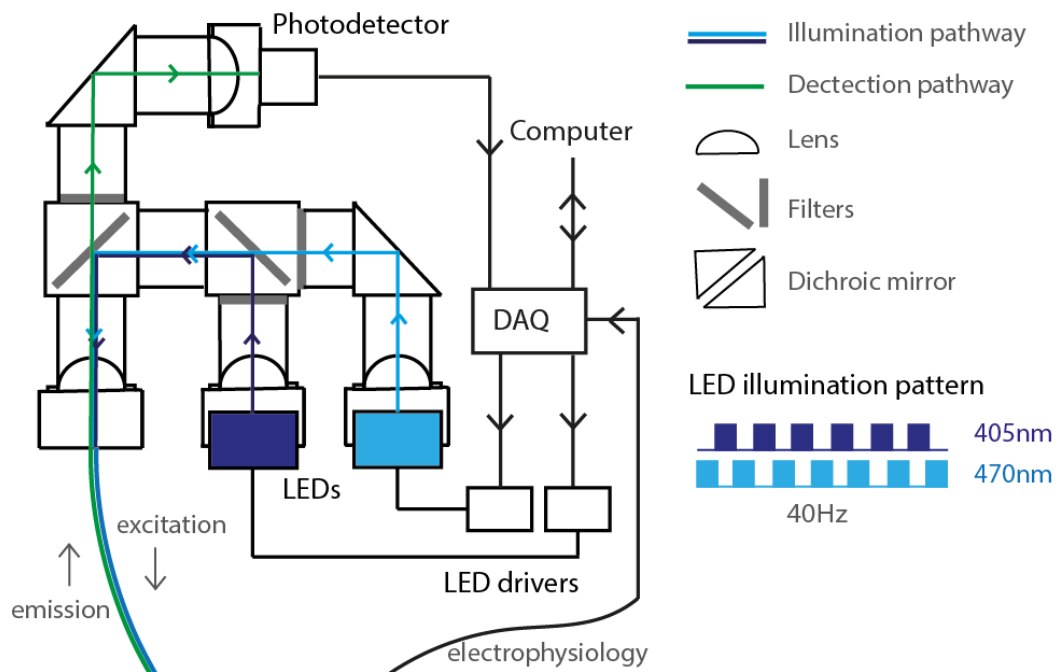 Photodetector
Computer
DAQ
LEDs
excitation
emission
LED drivers
electrophysiology
Illumination pathway
Dectection pathway
Lens
Filters
Dichroic mirror
LED illumination pattern
405nm
470nm
40Hz